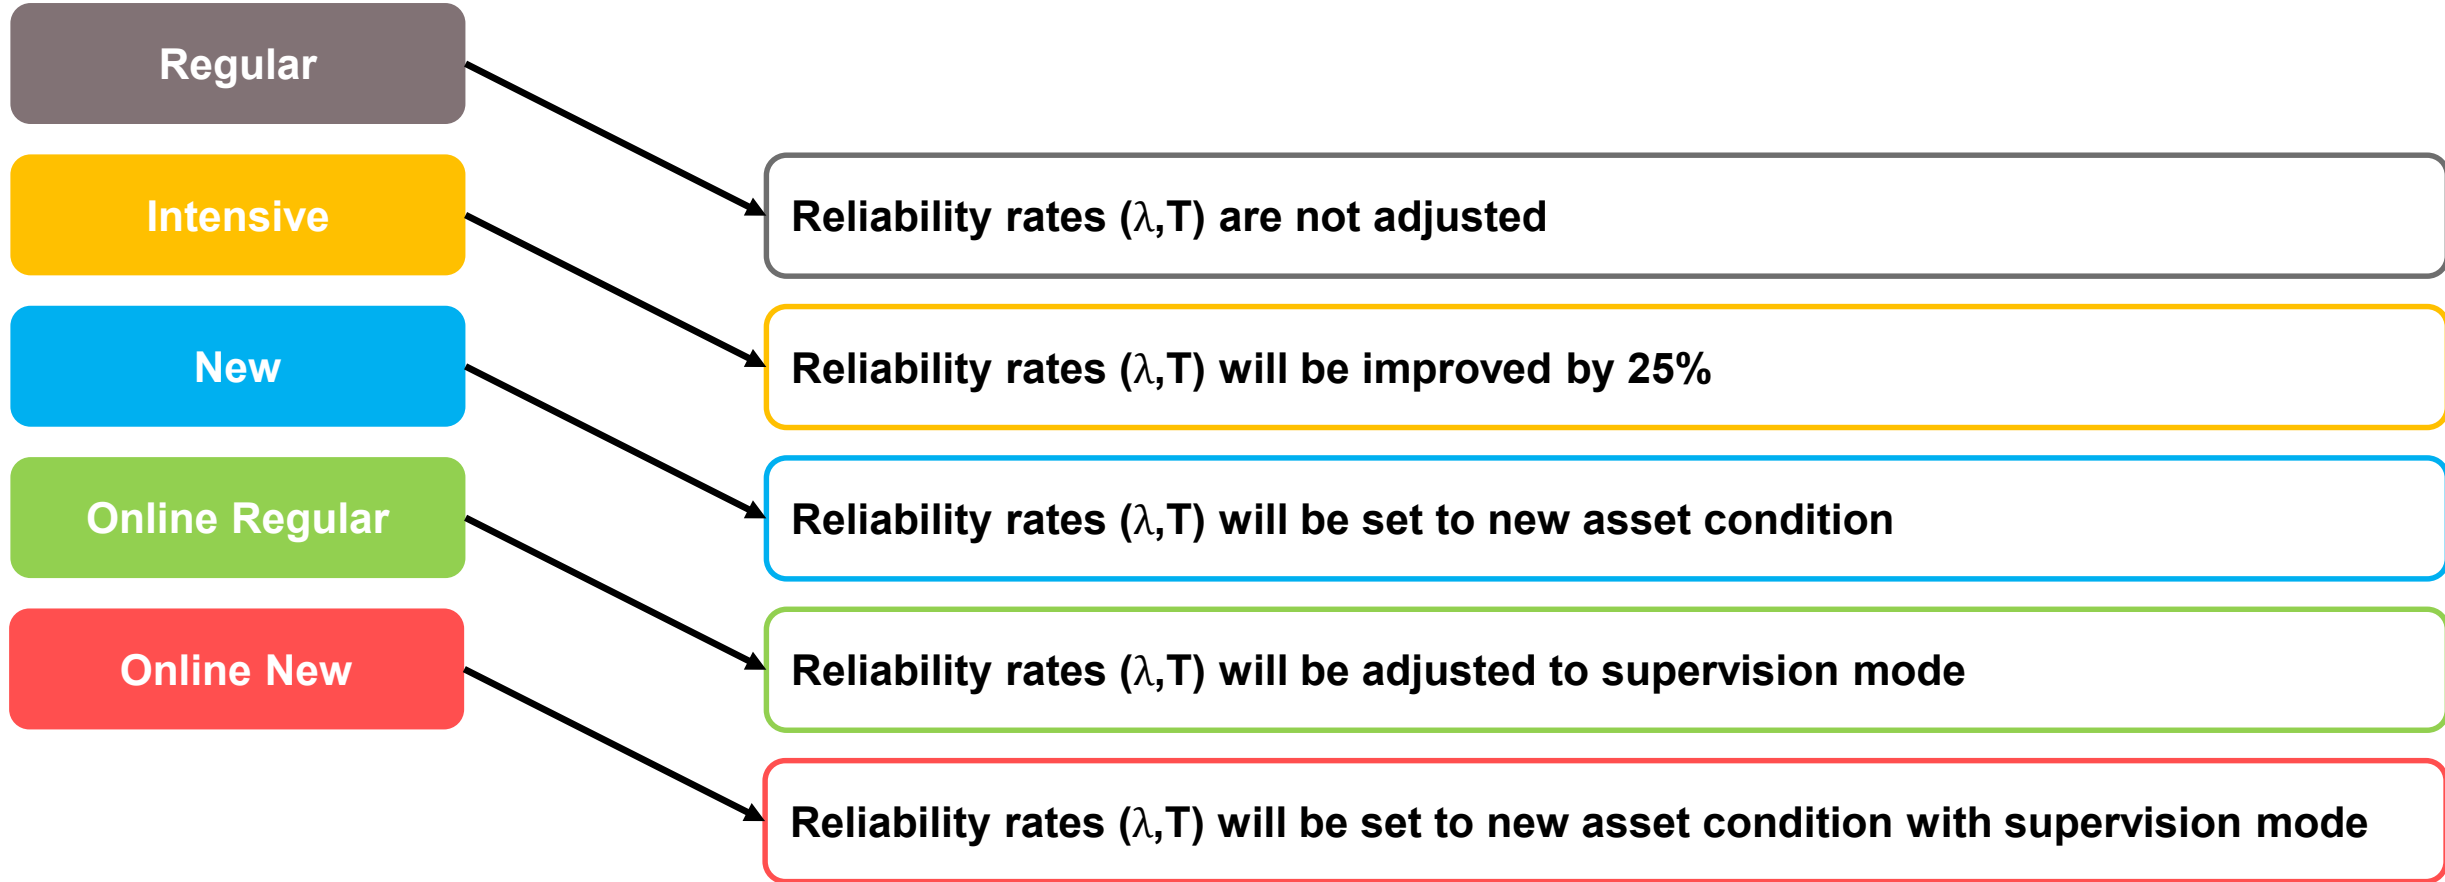 Regular
Intensive
New
Online Regular
Online New
Reliability rates (λ,T) are not adjusted
Reliability rates (λ,T) will be improved by 25%
Reliability rates (λ,T) will be set to new asset condition
Reliability rates (λ,T) will be adjusted to supervision mode
Reliability rates (λ,T) will be set to new asset condition with supervision mode